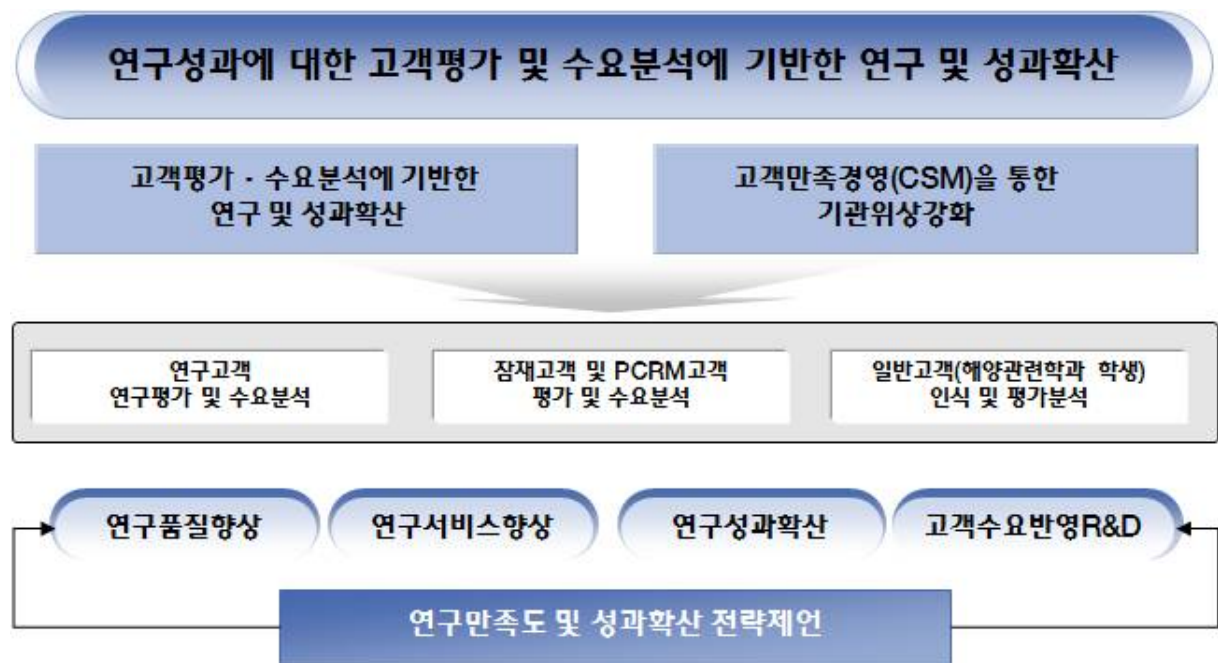 연구성과에 대한 고객평가 및 수요분석에 기반한 연구 및 성과확산
고객평가 - 수요분석에 기반한
연구 및 성과확산
고객만족경영(CSM)을 통한
기관위상강화
연구고객
연구평가 및 수요분석
잠재고객 및 PCRM고객
평가 및 수요분석
일반고객(해양관련학과 학생)
인식 및 평가분석
연구품질향상
연구서비스향상
연구성과확산
고객수요반영R&D
연구만족도 및 성과확산 전략제언